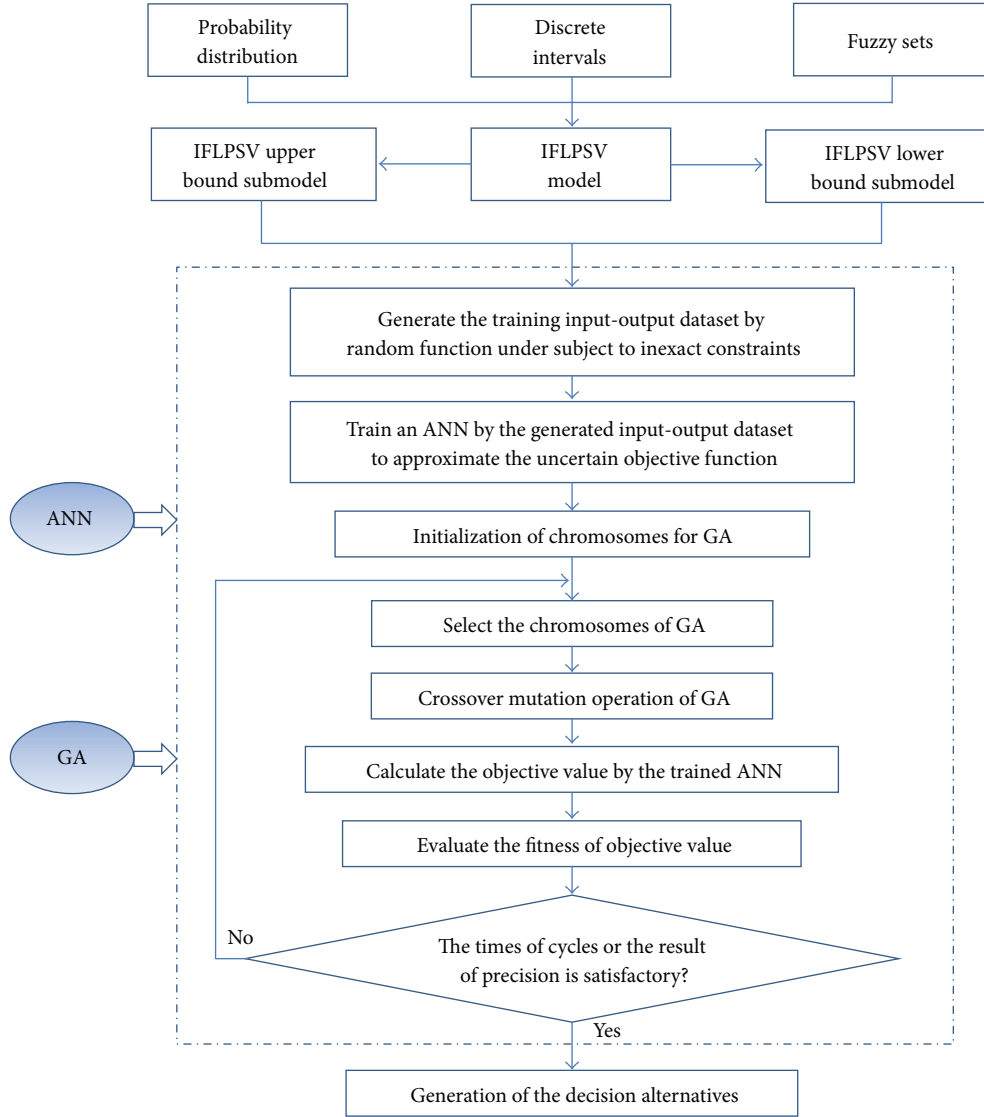 Probability
distribution
Discrete
intervals
Fuzzy sets
IFLPSV upper
bound submodel
IFLPSV
model
IFLPSV lower
bound submodel
Generate the training input-output dataset by
random function under subject to inexact constraints
Train an ANN by the generated input-output dataset
to approximate the uncertain objective function
ANN
Initialization of chromosomes for GA
Select the chromosomes of GA
Crossover mutation operation of GA
GA
Calculate the objective value by the trained ANN
Evaluate the fitness of objective value
No
The times of cycles or the result
of precision is satisfactory?
Yes
Generation of the decision alternatives